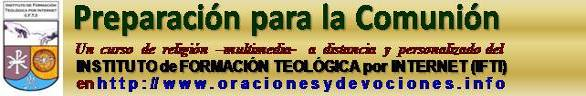 INSTITUTO DE FORMACIÓN
TEOLÓGICA POR INTERNET
(I.F.T.I)
Preparación para la Comunión
Un curso de religión -multimedia- a distancia y personalizado del
INSTITUTO de FORMACIÓN TEOLÓGICA por INTERNET (IFTI)
en http://www.oracionesydevociones.info